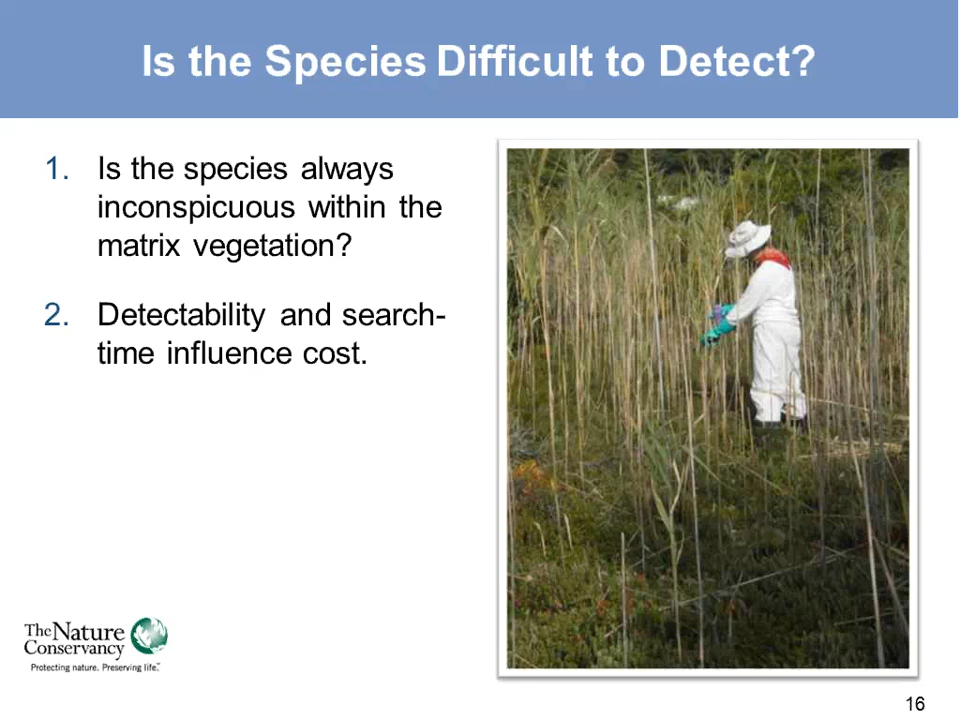 Is the Species Difficult to Detect?
1. Is the species always
inconspicuous within the
matrix vegetation?
2. Detectability and search-
time influence cost.
The Nature
Conservancy
Protecting nature. Preserving life.™
16